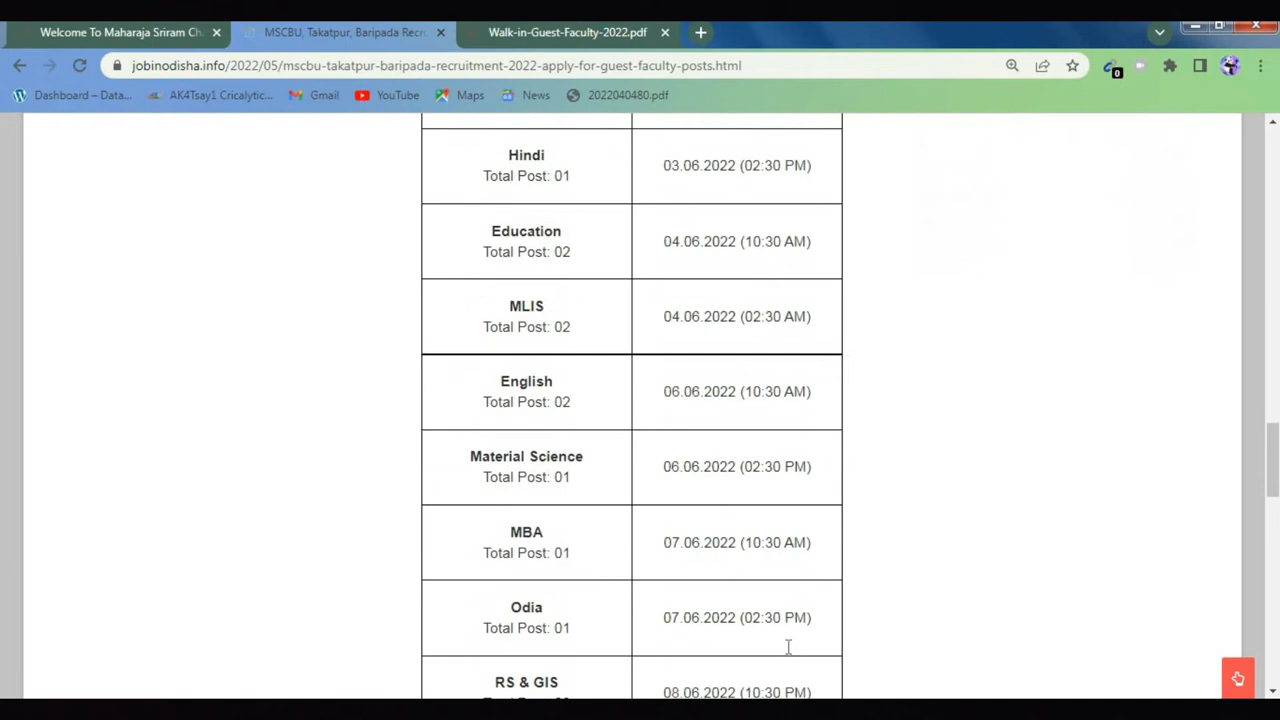 Welcome To Maharaja Sriram Ch
MSCBU, Takatpur, Baripada Recr
Walk-in-Guest-Faculty-2022.pdf
jobinodisha.info/2022/05/mscbu-takatpur-baripada-recruitment-2022-apply-for-guest-faculty-posts.html
0
Dashboard – Data...
AK4Tsay1 Cricalytic...
Gmail
YouTube
Maps
News
2022040480.pdf
Hindi
Total Post: 01
03.06.2022 (02:30 PM)
Education
Total Post: 02
04.06.2022 (10:30 AM)
MLIS
Total Post: 02
04.06.2022 (02:30 AM)
English
Total Post: 02
06.06.2022 (10:30 AM)
Material Science
Total Post: 01
06.06.2022 (02:30 PM)
MBA
Total Post: 01
07.06.2022 (10:30 AM)
Odia
Total Post: 01
07.06.2022 (02:30 PM)
RS & GIS
08.06.2022 (10:30 PM)